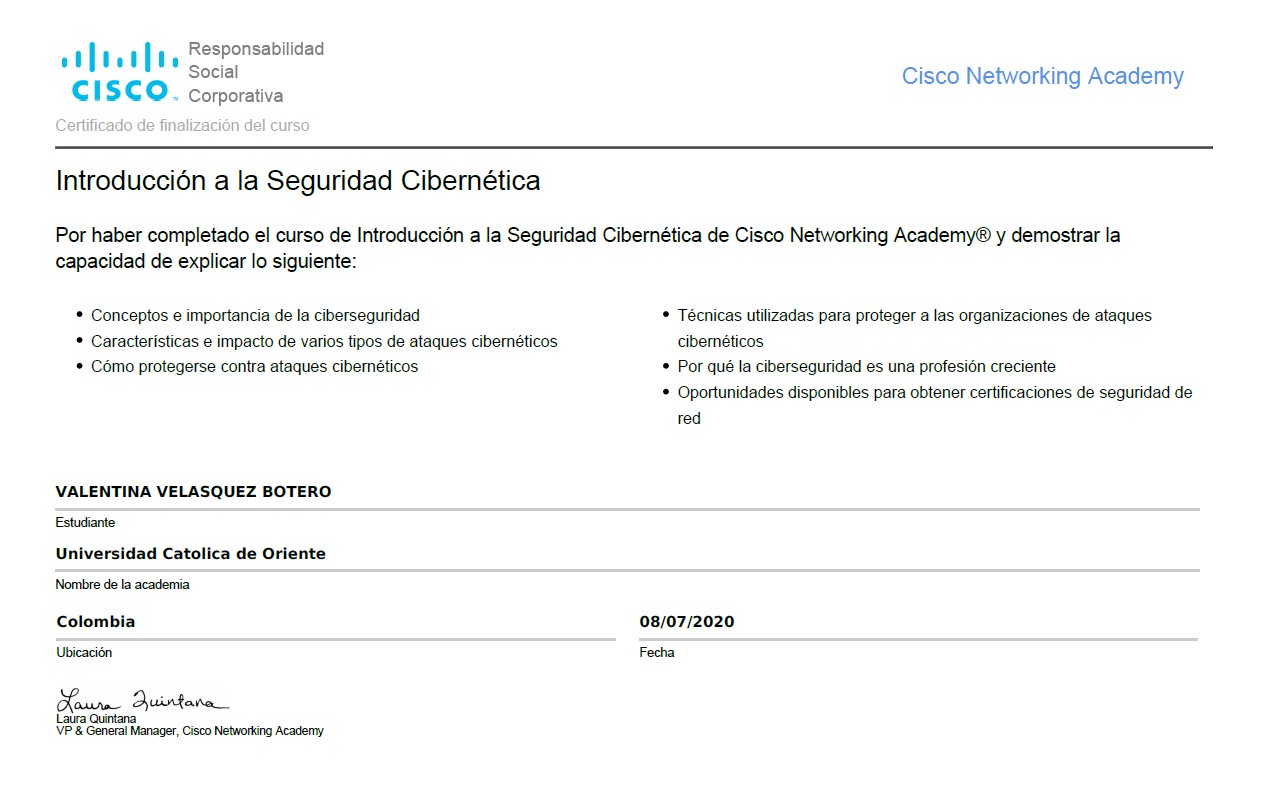 CISCO™
Responsabilidad
Social
Corporativa
Cisco Networking Academy
Certificado de finalización del curso
Introducción a la Seguridad Cibernética
Por haber completado el curso de Introducción a la Seguridad Cibernética de Cisco Networking Academy® y demostrar la
capacidad de explicar lo siguiente:
• Conceptos e importancia de la ciberseguridad
• Características e impacto de varios tipos de ataques cibernéticos
• Cómo protegerse contra ataques cibernéticos
• Técnicas utilizadas para proteger a las organizaciones de ataques
cibernéticos
• Por qué la ciberseguridad es una profesión creciente
• Oportunidades disponibles para obtener certificaciones de seguridad de
red
VALENTINA VELASQUEZ BOTERO
Estudiante
Universidad Catolica de Oriente
Nombre de la academia
Colombia
Ubicación
08/07/2020
Fecha
Laura Quintana
Laura Quintana
VP & General Manager, Cisco Networking Academy